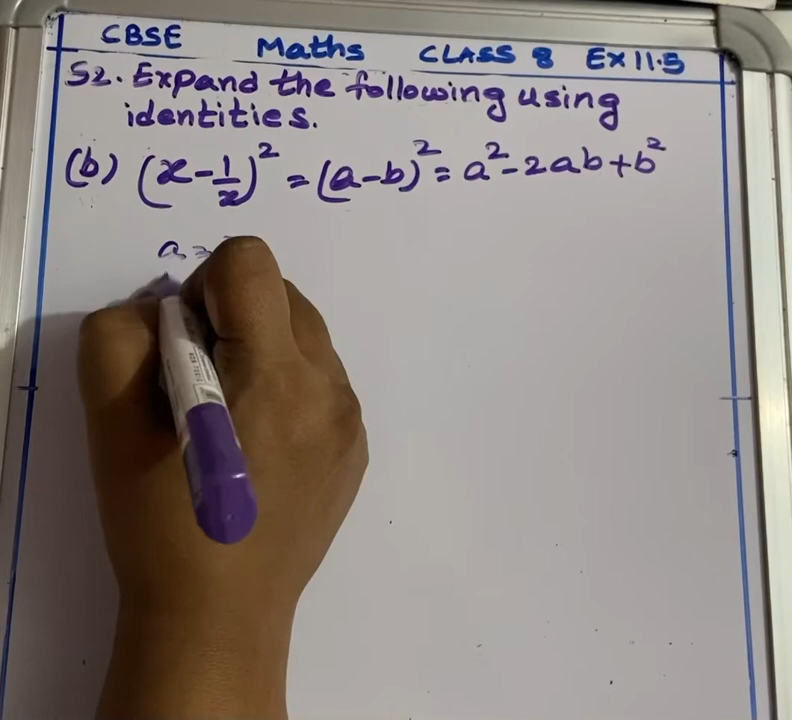 CBSE Maths CLASS 8 Ex 11.5
S2. Expand the following using
identities.
(b) (x - 1/x)² = (a-b)² = a² - 2ab + b²
a =